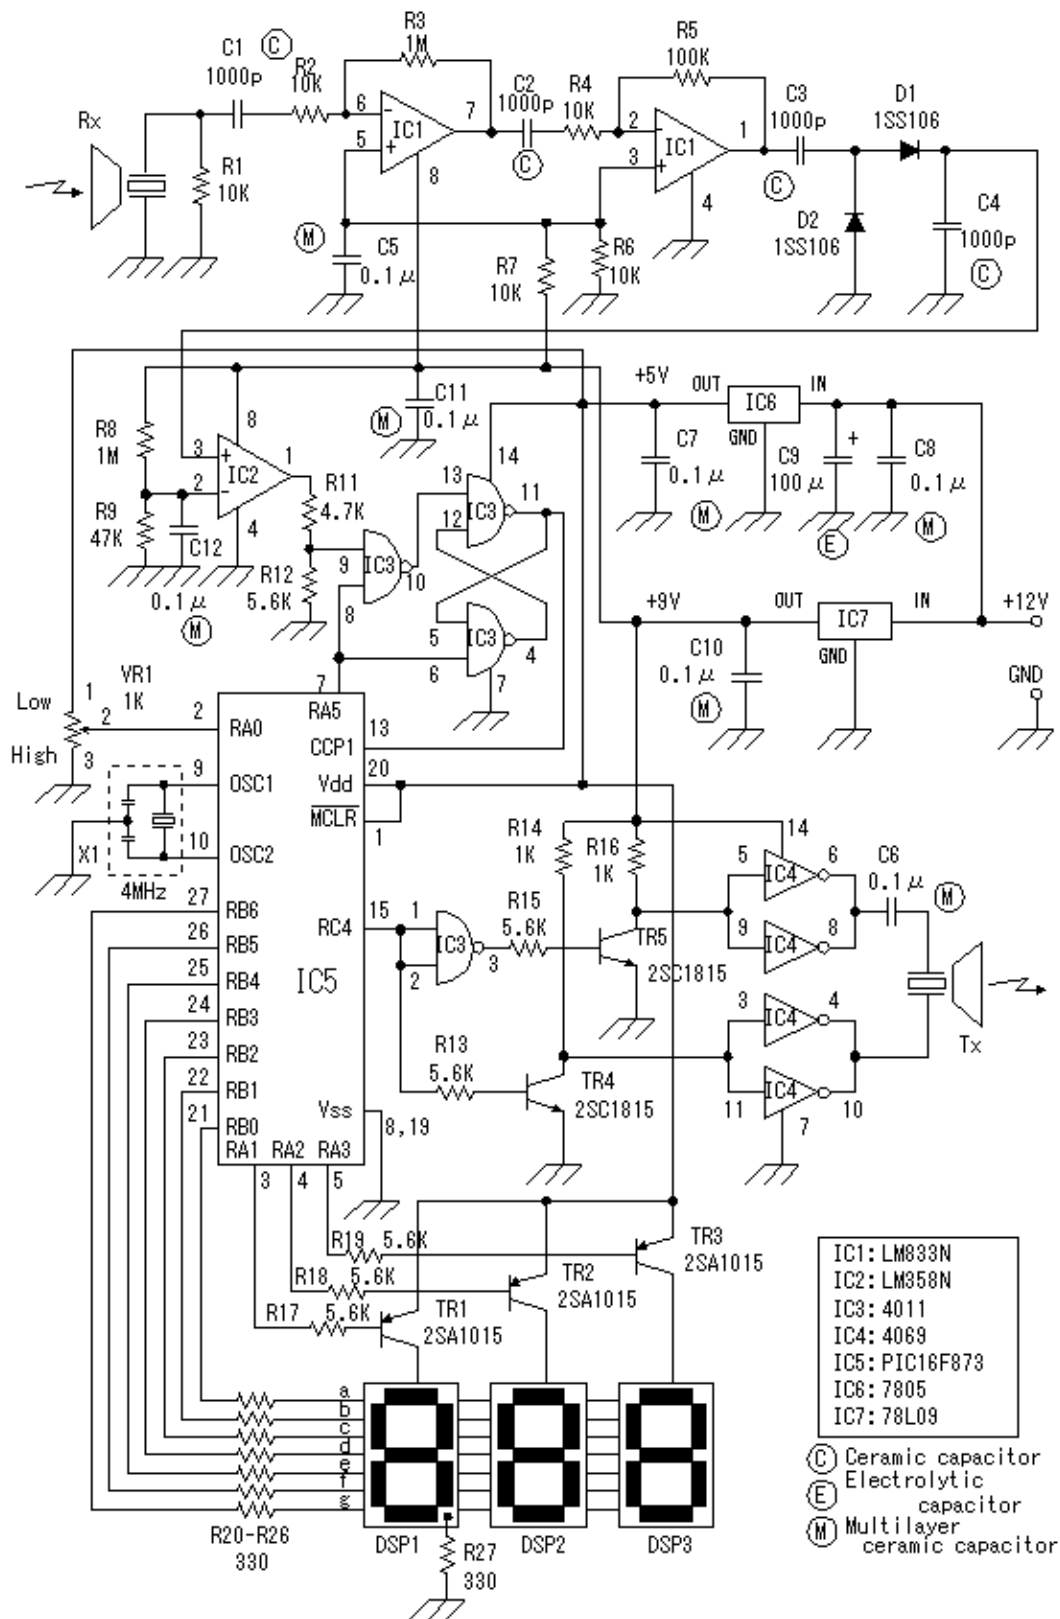 R3
1M
R5
100K
C1
1000p
C
R2
10K
C2
1000p
R4
10K
C3
1000p
D1
1SS106
Rx
6
-
7
5
+
IC1
8
2
-
1
3
+
IC1
4
C
C
R1
10K
M
C5
0.1μ
R7
10K
R6
10K
D2
1SS106
C4
1000p
C
R8
1M
8
3
+
1
IC2
2
-
4
R9
47K
C12
0.1μ
M
M
C11
0.1μ
+5V
OUT
IN
IC6
GND
C7
0.1μ
M
C9
100μ
+
E
C8
0.1μ
M
R11
4.7K
R12
5.6K
14
13
11
IC3
12
9
IC3
10
8
5
IC3
4
6
7
+9V
OUT
IN
+12V
IC7
GND
C10
0.1μ
M
GND
Low
1
VR1
1K
2
High
3
7
2
RA0
RA5
13
CCP1
9
OSC1
20
Vdd
MCLR
1
X1
10
OSC2
4MHz
27
RB6
15
RC4
26
RB5
25
RB4
IC5
24
RB3
23
RB2
22
RB1
21
RB0
Vss
8,19
RA1
RA2
RA3
3
4
5
R14
1K
R16
1K
14
5
IC4
6
C6
0.1μ
M
1
IC3
3
2
R15
5.6K
TR5
2SC1815
9
IC4
8
3
IC4
4
Tx
R13
5.6K
TR4
2SC1815
11
IC4
10
7
R19
5.6K
TR3
2SA1015
R18
5.6K
TR2
2SA1015
R17
5.6K
TR1
2SA1015
IC1:LM833N
IC2:LM358N
IC3:4011
IC4:4069
IC5:PIC16F873
IC6:7805
IC7:78L09
a
b
c
d
e
f
g
R20-R26
330
DSP1
R27
330
DSP2
DSP3
C Ceramic capacitor
E Electrolytic
capacitor
M Multilayer
ceramic capacitor